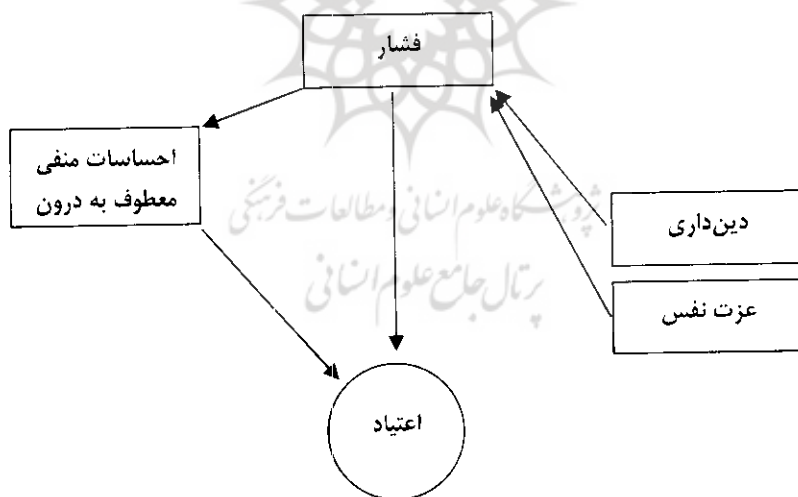 فشار
احساسات منفی
معطوف به درون
پژوهشگاه علوم انسانی و مطالعات فرهنگی
دین‌داری
پرتال جامع علوم انسانی
عزت نفس
اعتیاد